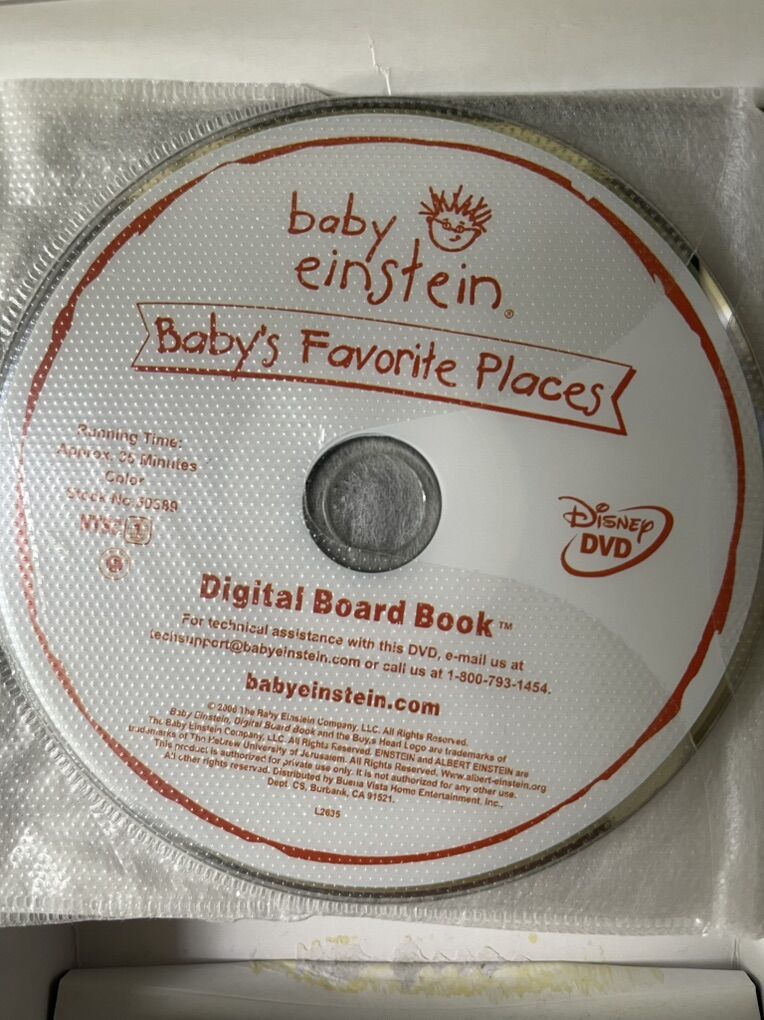 baby
einstein®
Baby's Favorite Places
Running Time:
Approx. 35 Minutes
Color
Stock No. 30589
NTSC 1
DISNEY
DVD
Digital Board Book™
For technical assistance with this DVD, e-mail us at
techsupport@babyeinstein.com or call us at 1-800-793-1454.
babyeinstein.com
© 2006 The Baby Einstein Company, LLC. All Rights Reserved.
Baby Einstein, Digital Board Book and the Boy's Head Logo are trademarks of
The Baby Einstein Company, LLC. All Rights Reserved. EINSTEIN and ALBERT EINSTEIN are
trademarks of The Hebrew University of Jerusalem. All Rights Reserved. Www.albert-einstein.org
This product is authorized for private use only. It is not authorized for any other use.
All other rights reserved. Distributed by Buena Vista Home Entertainment, Inc.,
Dept. CS, Burbank, CA 91521.
L2635